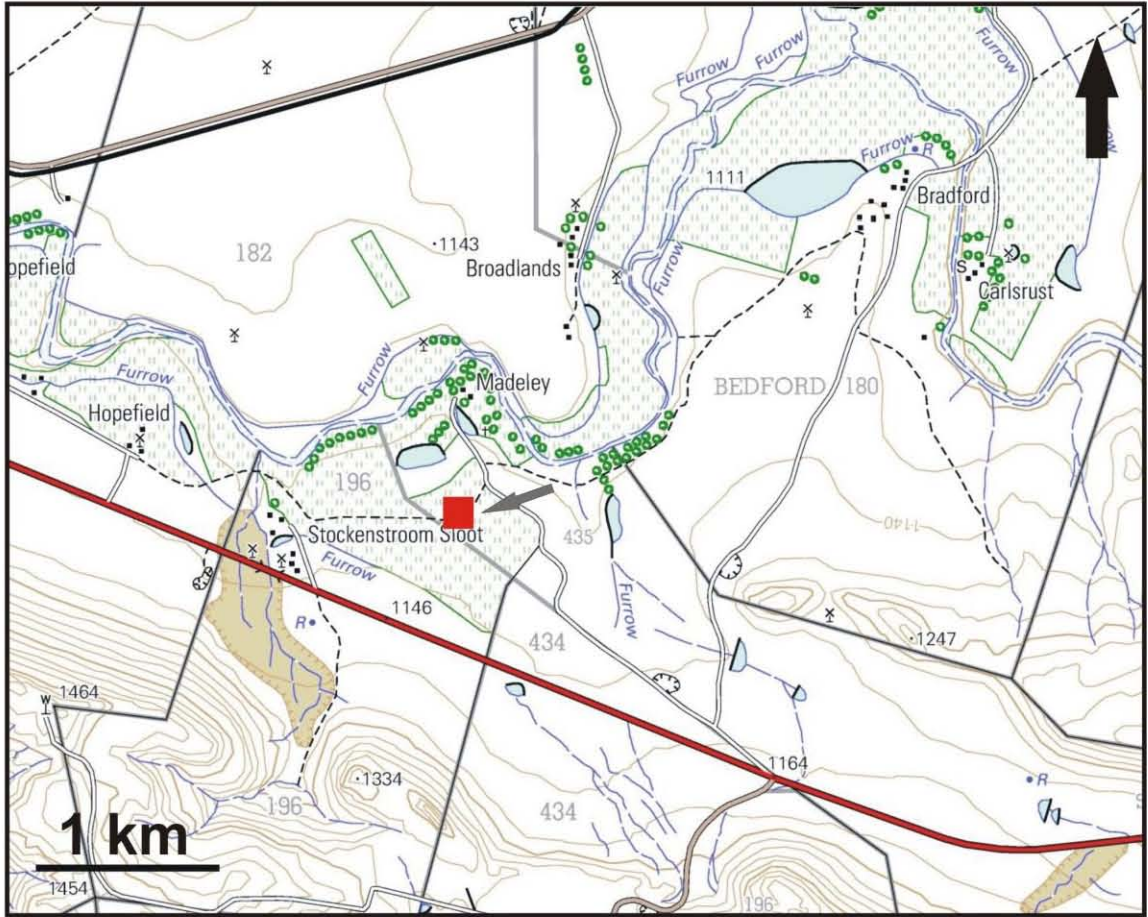 Furrow
Furrow
Furrow
Furrow
R
1111
Bradford
182
1143
Broadlands
opefield
Furrow
S
Carlsrust
Furrow
Furrow
Madeley
BEDFORD 180
Hopefield
196
1140
Stockenstroom Sloot
435
Furrow
1146
Furrow
R
434
1247
1464
1164
1334
R
196
434
1 km
1454
196